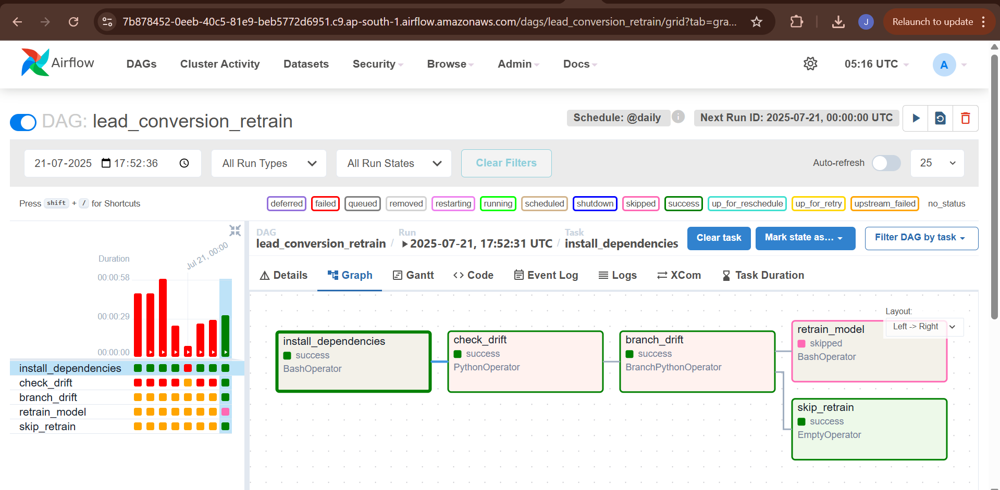 7b878452-0eeb-40c5-81e9-beb5772d6951.c9.ap-south-1.airflow.amazonaws.com/dags/lead_conversion_retrain/grid?tab=gra...
J
Relaunch to update
Airflow
DAGs
Cluster Activity
Datasets
Security
Browse
Admin
Docs
05:16 UTC
A
DAG: lead_conversion_retrain
Schedule: @daily
i
Next Run ID: 2025-07-21, 00:00:00 UTC
21-07-2025 17:52:36
All Run Types
All Run States
Clear Filters
Auto-refresh
25
Press shift + / for Shortcuts
deferred
failed
queued
removed
restarting
running
scheduled
shutdown
skipped
success
up_for_reschedule
up_for_retry
upstream_failed
no_status
Duration
Jul 21, 00:00
00:00:58
00:00:29
00:00:00
install_dependencies
check_drift
branch_drift
retrain_model
skip_retrain
DAG
lead_conversion_retrain
/
Run
2025-07-21, 17:52:31 UTC
/
Task
install_dependencies
Clear task
Mark state as...
Filter DAG by task
Details
Graph
Gantt
Code
Event Log
Logs
XCom
Task Duration
Layout:
Left -> Right
install_dependencies
success
BashOperator
check_drift
success
PythonOperator
branch_drift
success
BranchPythonOperator
retrain_model
skipped
BashOperator
skip_retrain
success
EmptyOperator